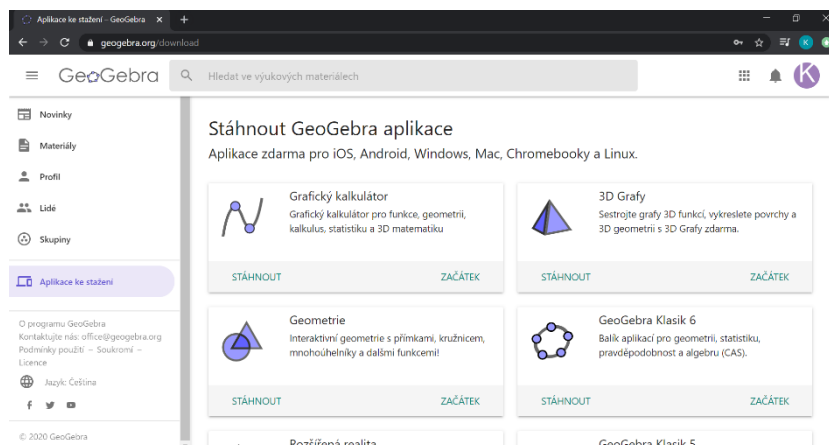 Aplikace ke stažení – GeoGebra
geogebra.org/download
GeoGebra
Hledat ve výukových materiálech
K
K
Novinky
Materiály
Profil
Lidé
Skupiny
Aplikace ke stažení
O programu GeoGebra
Kontaktujte nás: office@geogebra.org
Podmínky použití – Soukromí –
Licence
Jazyk: Čeština
© 2020 GeoGebra
Stáhnout GeoGebra aplikace
Aplikace zdarma pro iOS, Android, Windows, Mac, Chromebooky a Linux.
Grafický kalkulátor
Grafický kalkulátor pro funkce, geometrii,
kalkulus, statistiku a 3D matematiku
STÁHNOUT ZAČÁTEK
3D Grafy
Sestrojte grafy 3D funkcí, vykreslete povrchy a
3D geometrii s 3D Grafy zdarma.
STÁHNOUT ZAČÁTEK
Geometrie
Interaktivní geometrie s přímkami, kružnicem,
mnohoúhelníky a dalšmi funkcemi!
STÁHNOUT ZAČÁTEK
GeoGebra Klasik 6
Balík aplikací pro geometrii, statistiku,
pravděpodobnost a algebru (CAS).
STÁHNOUT ZAČÁTEK
Rozšířená realita
GeoGebra Klasik 5